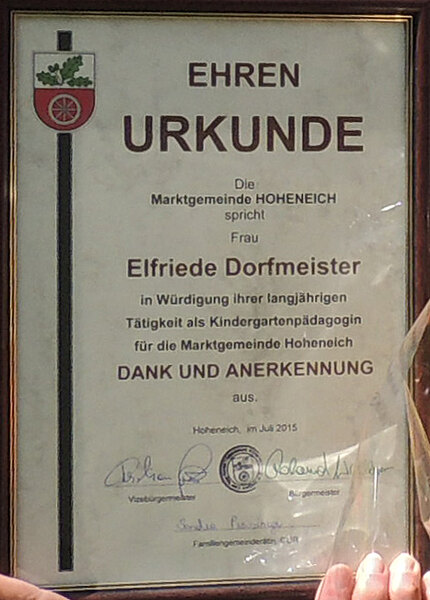 EHREN
URKUNDE
Die
Marktgemeinde HOHENEICH
spricht
Frau
Elfriede Dorfmeister
in Würdigung ihrer langjährigen
Tätigkeit als Kindergartenpädagogin
für die Marktgemeinde Hoheneich
DANK UND ANERKENNUNG
aus.
Hoheneich, im Juli 2015
Vizebürgermeister
Bürgermeister
Familiengemeinderätin,